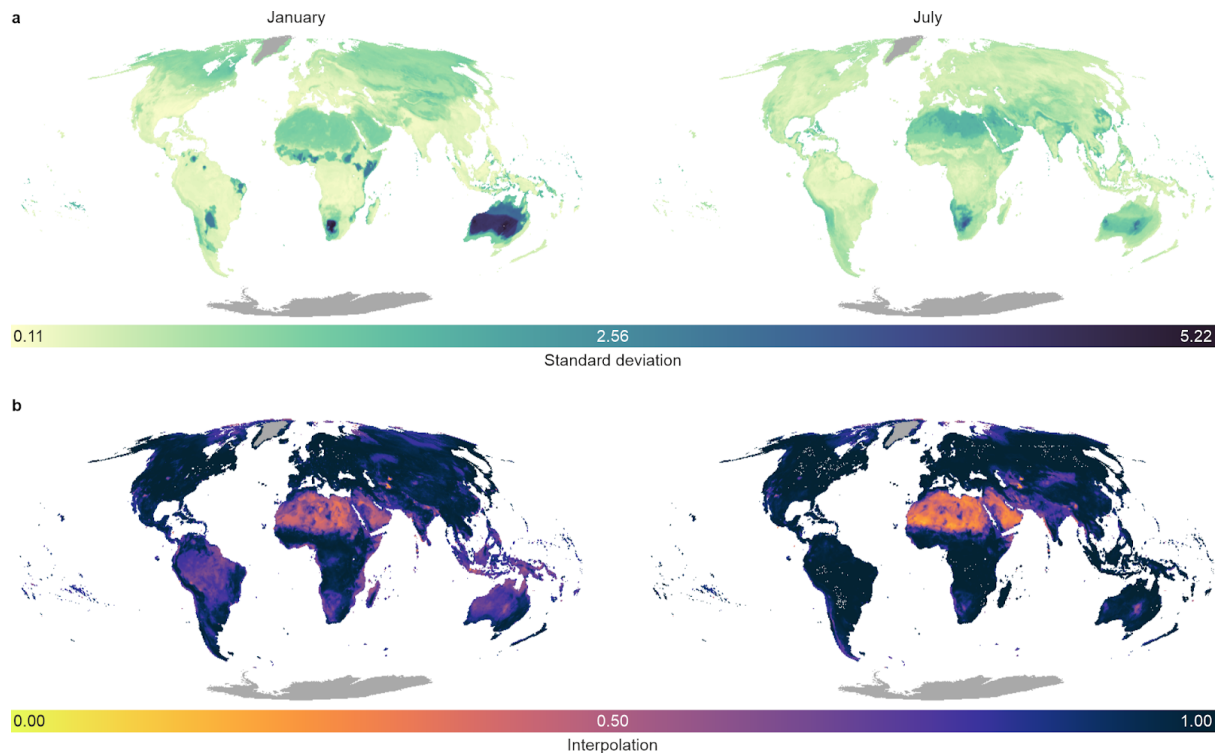 a
January
July
0.11 2.56 5.22
Standard deviation
b
0.00 0.50 1.00
Interpolation